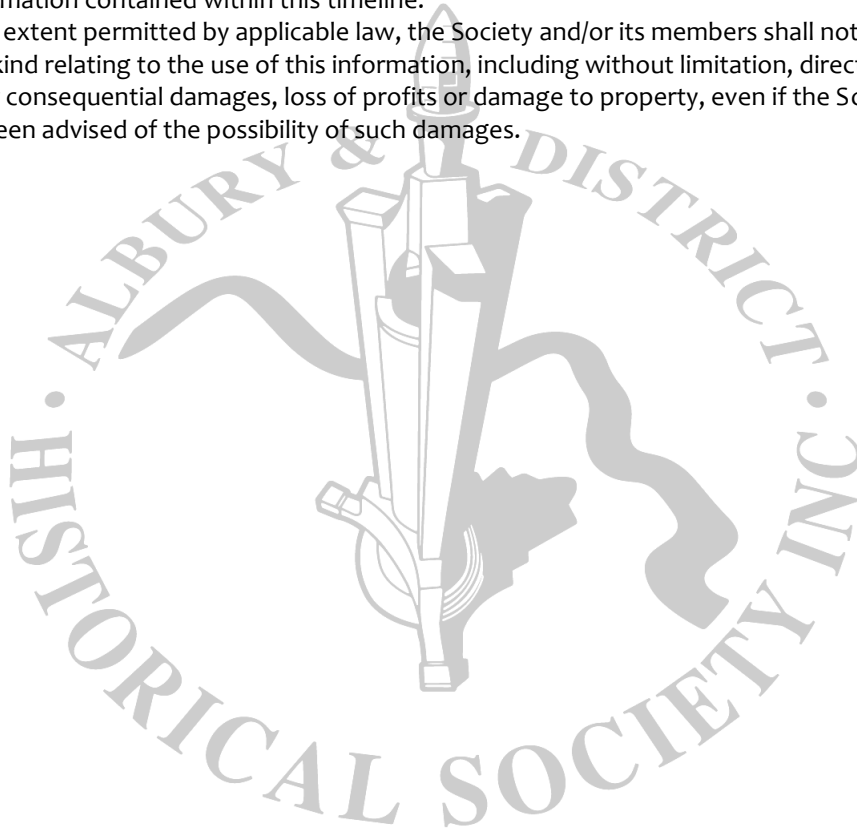 mation contained within this timeline.
extent permitted by applicable law, the Society and/or its members shall not
kind relating to the use of this information, including without limitation, direct
consequential damages, loss of profits or damage to property, even if the So
een advised of the possibility of such damages.
ALBURY & DISTRICT
• HISTORICAL SOCIETY INC •